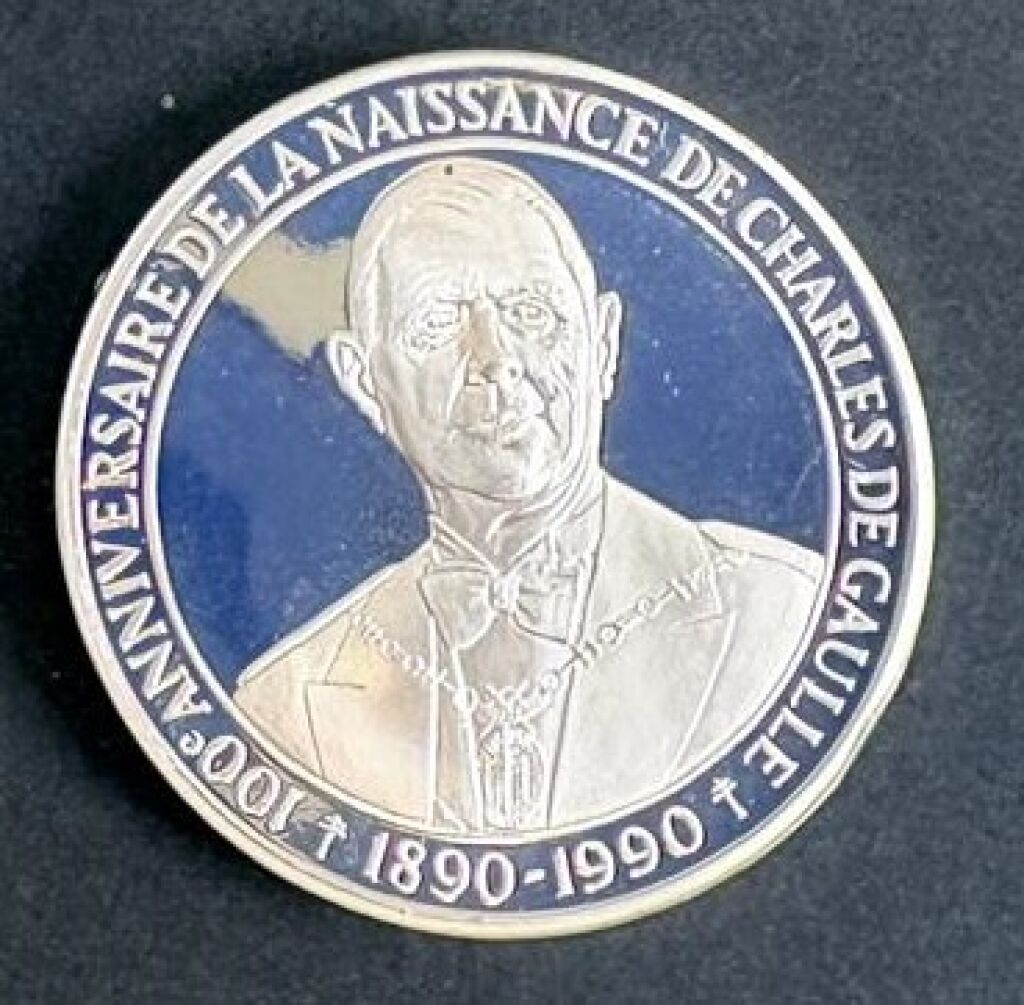 100e ANNIVERSAIRE DE LA NAISSANCE DE CHARLES DE GAULLE
1890-1990